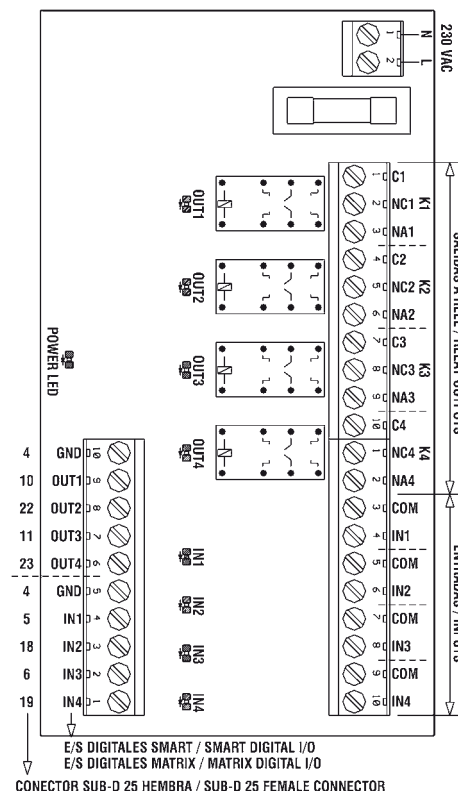 230 VAC
N 1
L 2
1 C1
2 NC1 K1
3 NA1
4 C2
5 NC2 K2
6 NA2
7 C3
8 NC3 K3
9 NA3
10 C4
1 NC4 K4
2 NA4
3 COM
4 IN1
5 COM
6 IN2
7 COM
8 IN3
9 COM
10 IN4
OUT1
OUT2
OUT3
OUT4
POWER LED
IN1
IN2
IN3
IN4
4 GND 10
10 OUT1 9
22 OUT2 8
11 OUT3 7
23 OUT4 6
4 GND 5
5 IN1 4
18 IN2 3
6 IN3 2
19 IN4 1
E/S DIGITALES SMART / SMART DIGITAL I/O
E/S DIGITALES MATRIX / MATRIX DIGITAL I/O
CONECTOR SUB-D 25 HEMBRA / SUB-D 25 FEMALE CONNECTOR